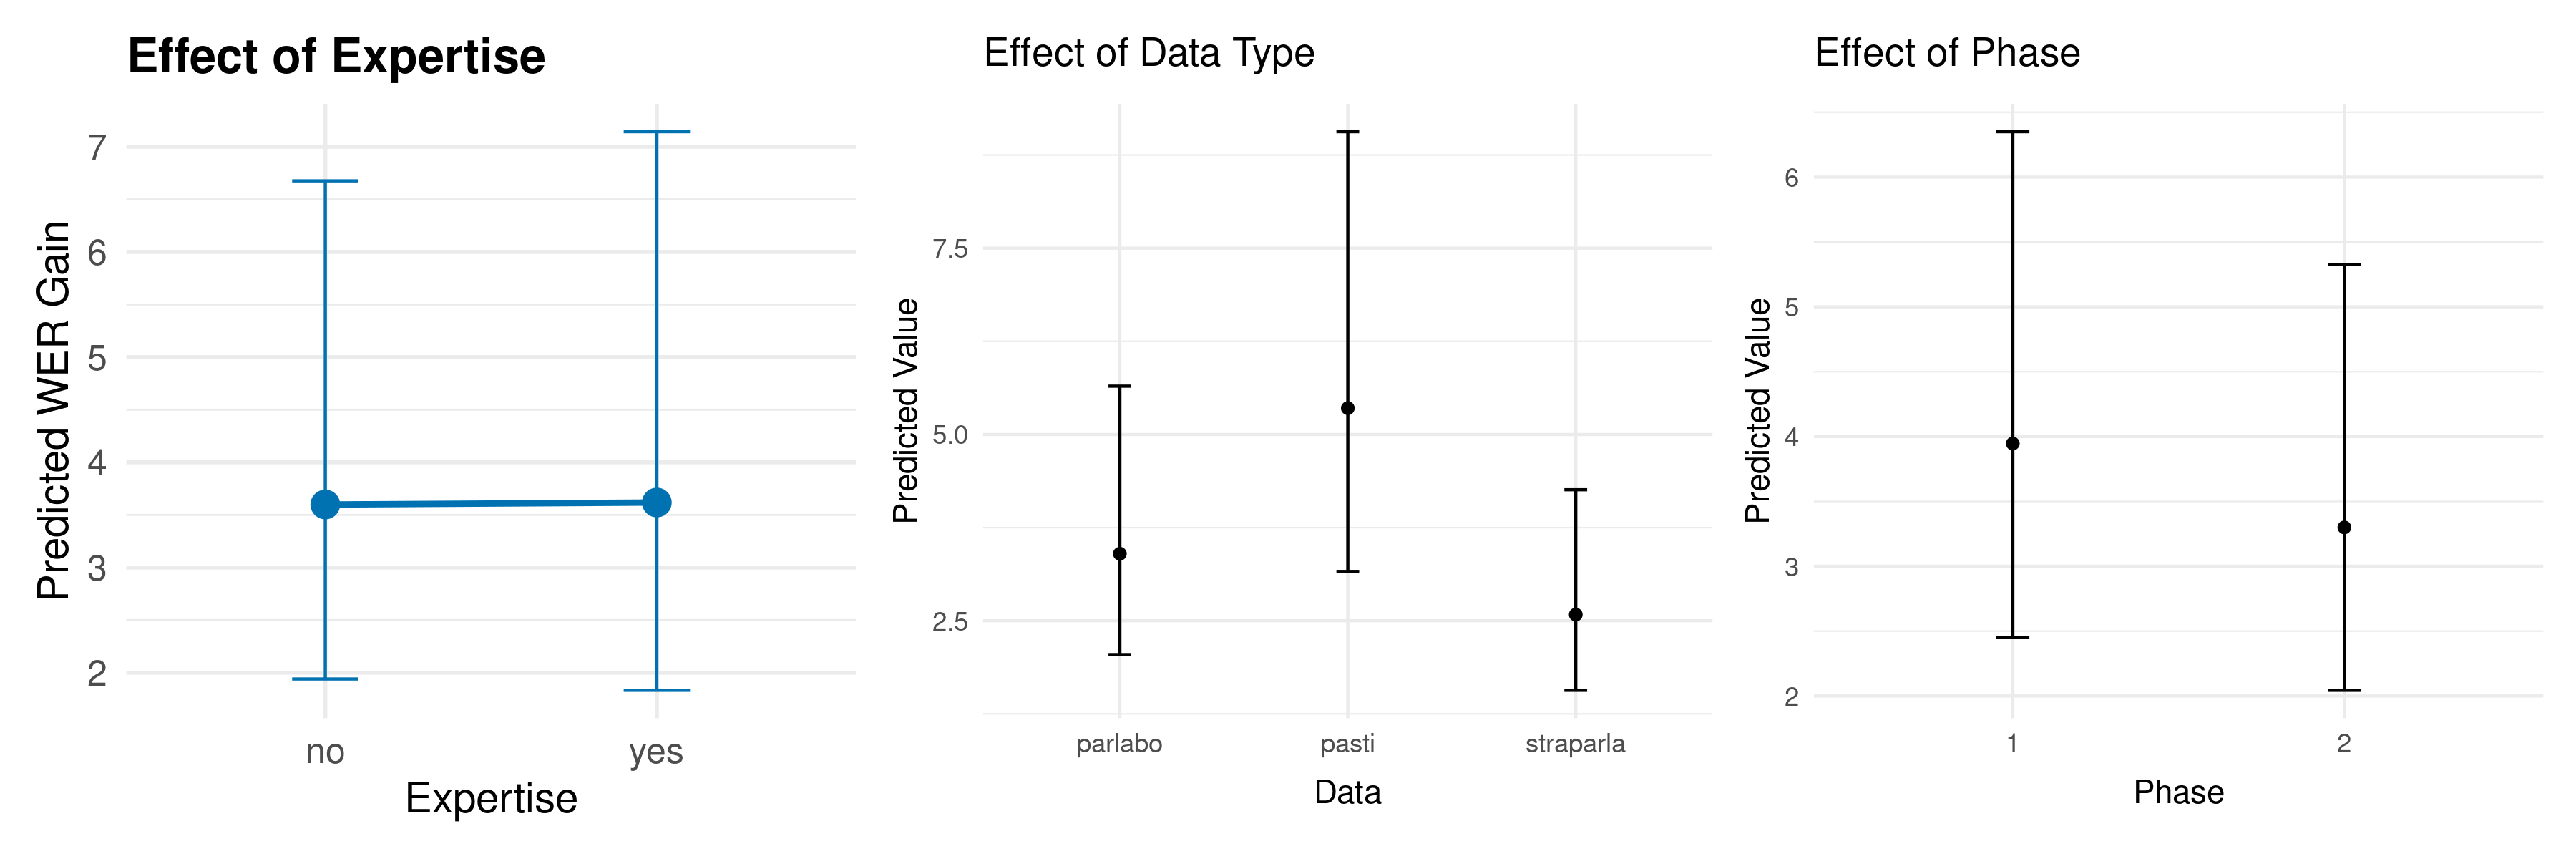 Effect of Expertise
Predicted WER Gain
7
6
5
4
3
2
no yes
Expertise
Effect of Data Type
Predicted Value
7.5
5.0
2.5
parlabo pasti straparla
Data
Effect of Phase
Predicted Value
6
5
4
3
2
1 2
Phase